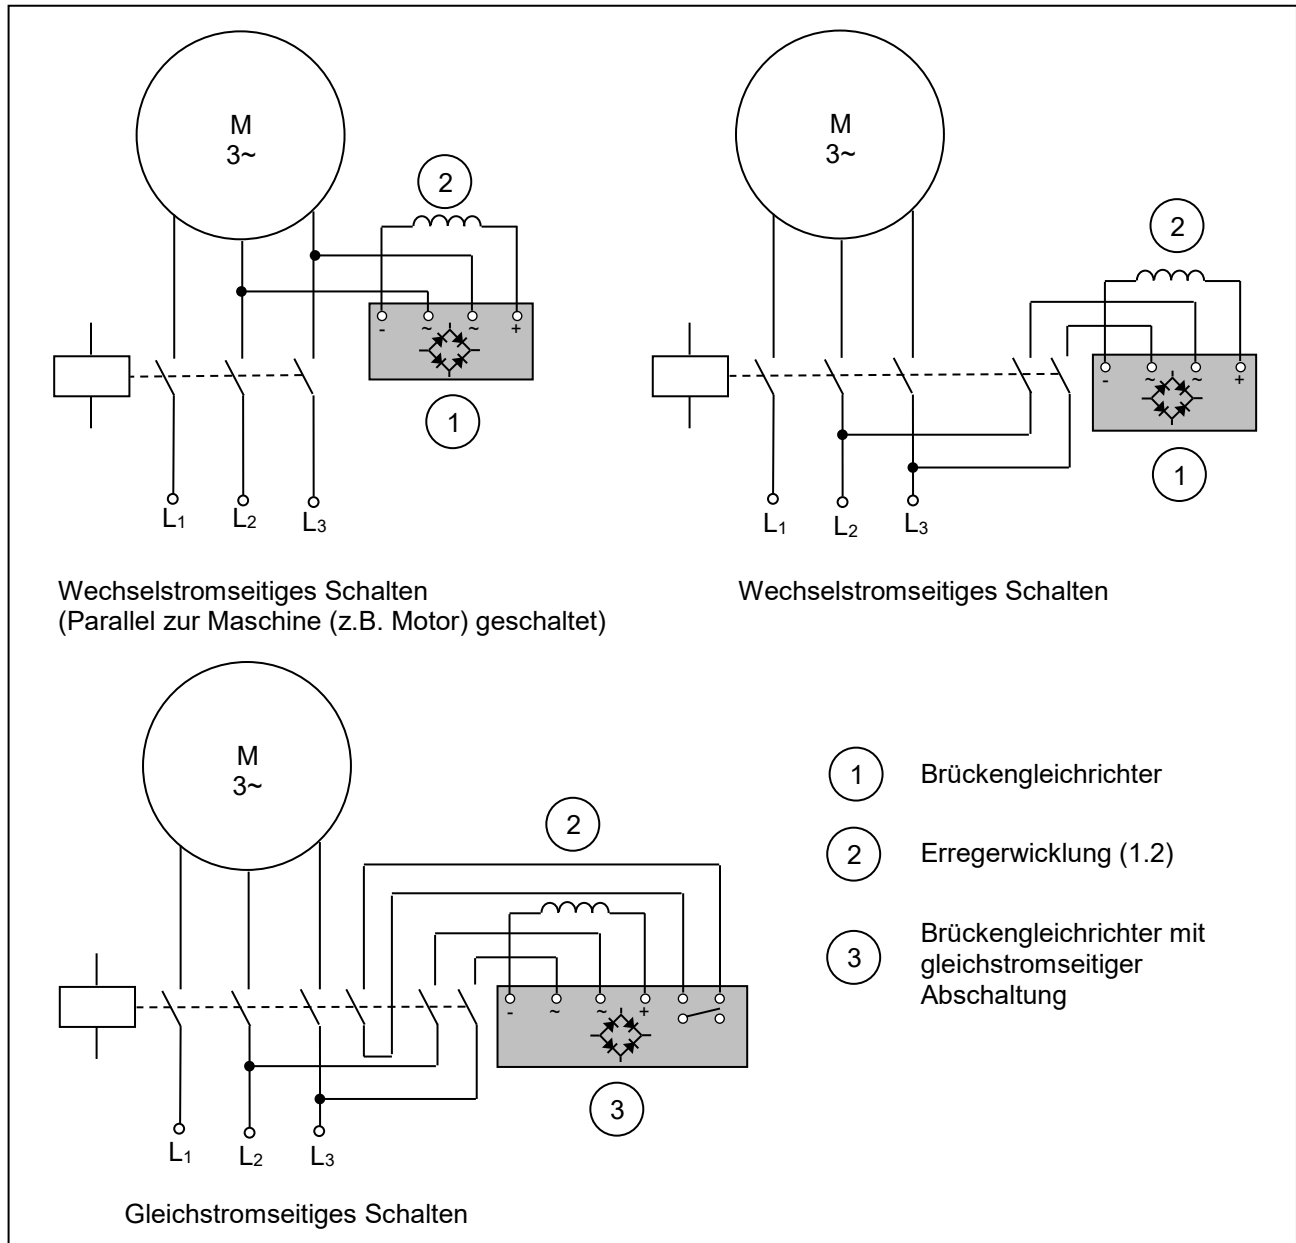 M
3~
2
- ~ ~ +
1
L1 L2 L3
Wechselstromseitiges Schalten
(Parallel zur Maschine (z.B. Motor) geschaltet)
M
3~
2
- ~ ~ +
1
L1 L2 L3
Wechselstromseitiges Schalten
M
3~
2
- ~ ~ +
3
L1 L2 L3
Gleichstromseitiges Schalten
1 Brückengleichrichter
2 Erregerwicklung (1.2)
3 Brückengleichrichter mit
gleichstromseitiger
Abschaltung